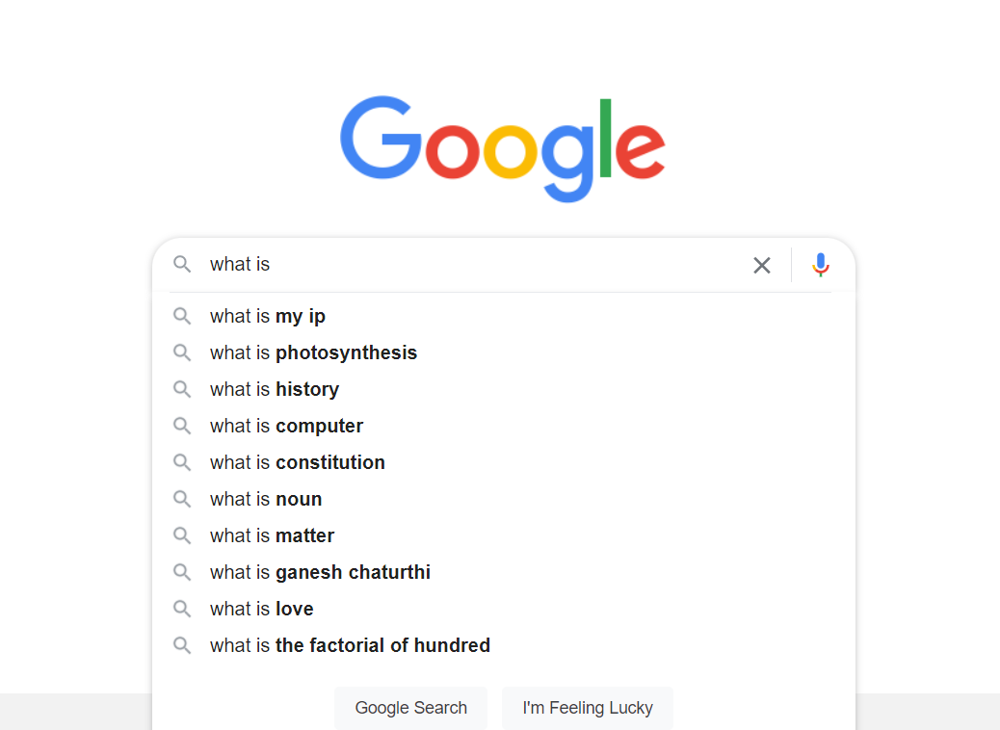 Google
what is
what is my ip
what is photosynthesis
what is history
what is computer
what is constitution
what is noun
what is matter
what is ganesh chaturthi
what is love
what is the factorial of hundred
Google Search
I'm Feeling Lucky